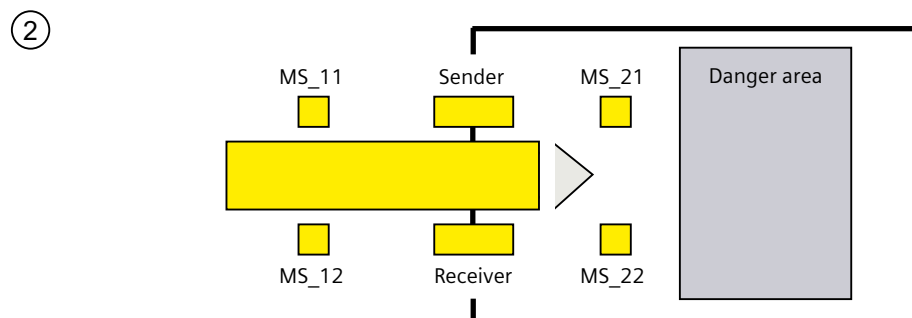 2
MS_11 Sender MS_21 Danger area
MS_12 Receiver MS_22